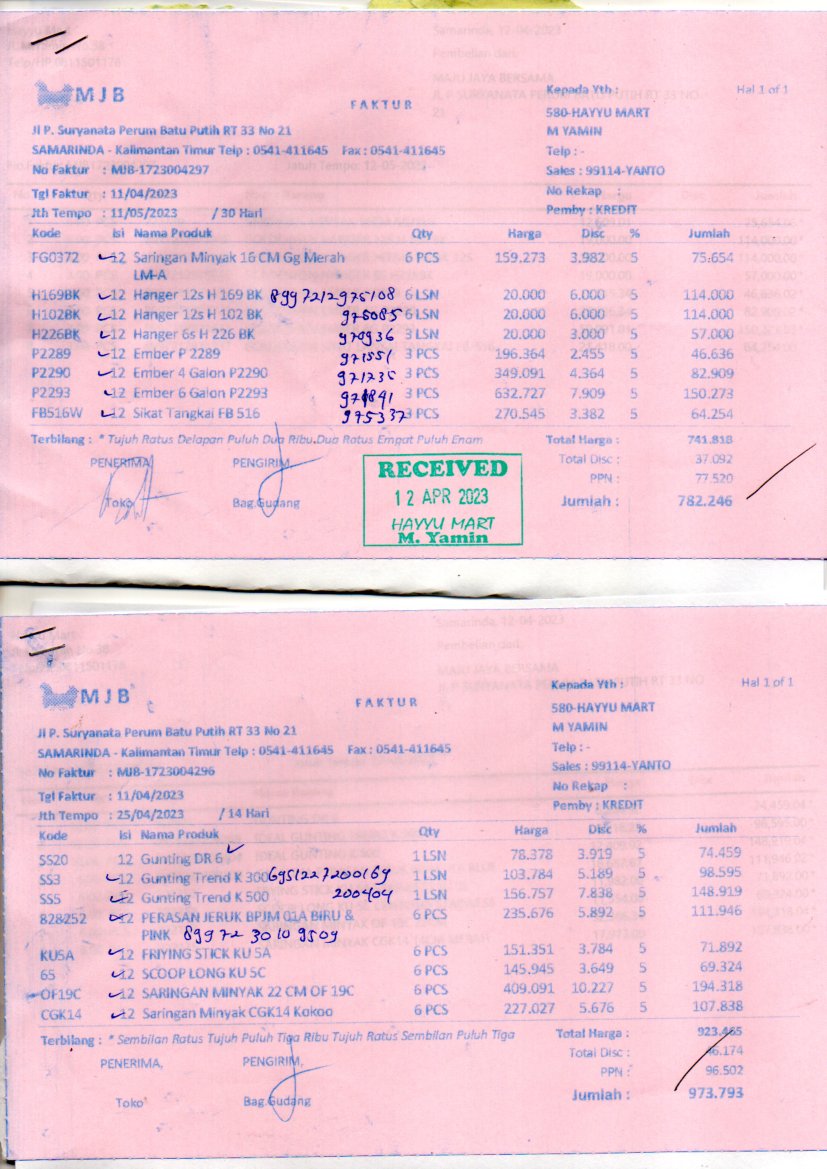 MJB
FAKTUR
Kepada Yth :
Hal 1 of 1
580-HAYYU MART
Jl P. Suryanata Perum Batu Putih RT 33 No 21
M YAMIN
SAMARINDA - Kalimantan Timur Telp : 0541-411645 Fax : 0541-411645
Telp : -
No Faktur : MJB-1723004297
Sales : 99114-YANTO
Tgl Faktur : 11/04/2023
No Rekap :
Jth Tempo : 11/05/2023 / 30 Hari
Pemby : KREDIT
Kode Isi Nama Produk Qty Harga Disc % Jumlah
FG0372 12 Saringan Minyak 16 CM Gg Merah 6 PCS 159.273 3.982 5 75.654
LM-A
H169BK 12 Hanger 12s H 169 BK 8997212975108 6 LSN 20.000 6.000 5 114.000
H102BK 12 Hanger 12s H 102 BK 975085 6 LSN 20.000 6.000 5 114.000
H226BK 12 Hanger 6s H 226 BK 970936 3 LSN 20.000 3.000 5 57.000
P2289 12 Ember P 2289 971551 3 PCS 196.364 2.455 5 46.636
P2290 12 Ember 4 Galon P2290 971235 3 PCS 349.091 4.364 5 82.909
P2293 12 Ember 6 Galon P2293 3 PCS 632.727 7.909 5 150.273
FB516W 12 Sikat Tangkai FB 516 975337 3 PCS 270.545 3.382 5 64.254
Terbilang : * Tujuh Ratus Delapan Puluh Dua Ribu Dua Ratus Empat Puluh Enam
Total Harga : 741.818
PENERIMA, PENGIRIM,
Total Disc : 37.092
PPN : 77.520
Toko Bag.Gudang
Jumlah : 782.246
RECEIVED
12 APR 2023
HAYYU MART
M. Yamin
MJB
FAKTUR
Kepada Yth :
Hal 1 of 1
580-HAYYU MART
Jl P. Suryanata Perum Batu Putih RT 33 No 21
M YAMIN
SAMARINDA - Kalimantan Timur Telp : 0541-411645 Fax : 0541-411645
Telp : -
No Faktur : MJB-1723004296
Sales : 99114-YANTO
Tgl Faktur : 11/04/2023
No Rekap :
Jth Tempo : 25/04/2023 / 14 Hari
Pemby : KREDIT
Kode Isi Nama Produk Qty Harga Disc % Jumlah
SS20 12 Gunting DR 6 1 LSN 78.378 3.919 5 74.459
SS3 12 Gunting Trend K 300 6951227200169 1 LSN 103.784 5.189 5 98.595
SS5 12 Gunting Trend K 500 200404 1 LSN 156.757 7.838 5 148.919
828252 12 PERASAN JERUK BPJM 01A BIRU & 6 PCS 235.676 5.892 5 111.946
PINK 8997230109509
KU5A 12 FRIYING STICK KU 5A 6 PCS 151.351 3.784 5 71.892
65 12 SCOOP LONG KU 5C 6 PCS 145.945 3.649 5 69.324
OF19C 12 SARINGAN MINYAK 22 CM OF 19C 6 PCS 409.091 10.227 5 194.318
CGK14 12 Saringan Minyak CGK14 Kokoo 6 PCS 227.027 5.676 5 107.838
Terbilang : * Sembilan Ratus Tujuh Puluh Tiga Ribu Tujuh Ratus Sembilan Puluh Tiga
Total Harga : 923.465
PENERIMA, PENGIRIM,
Total Disc : 46.174
PPN : 96.502
Toko Bag.Gudang
Jumlah : 973.793